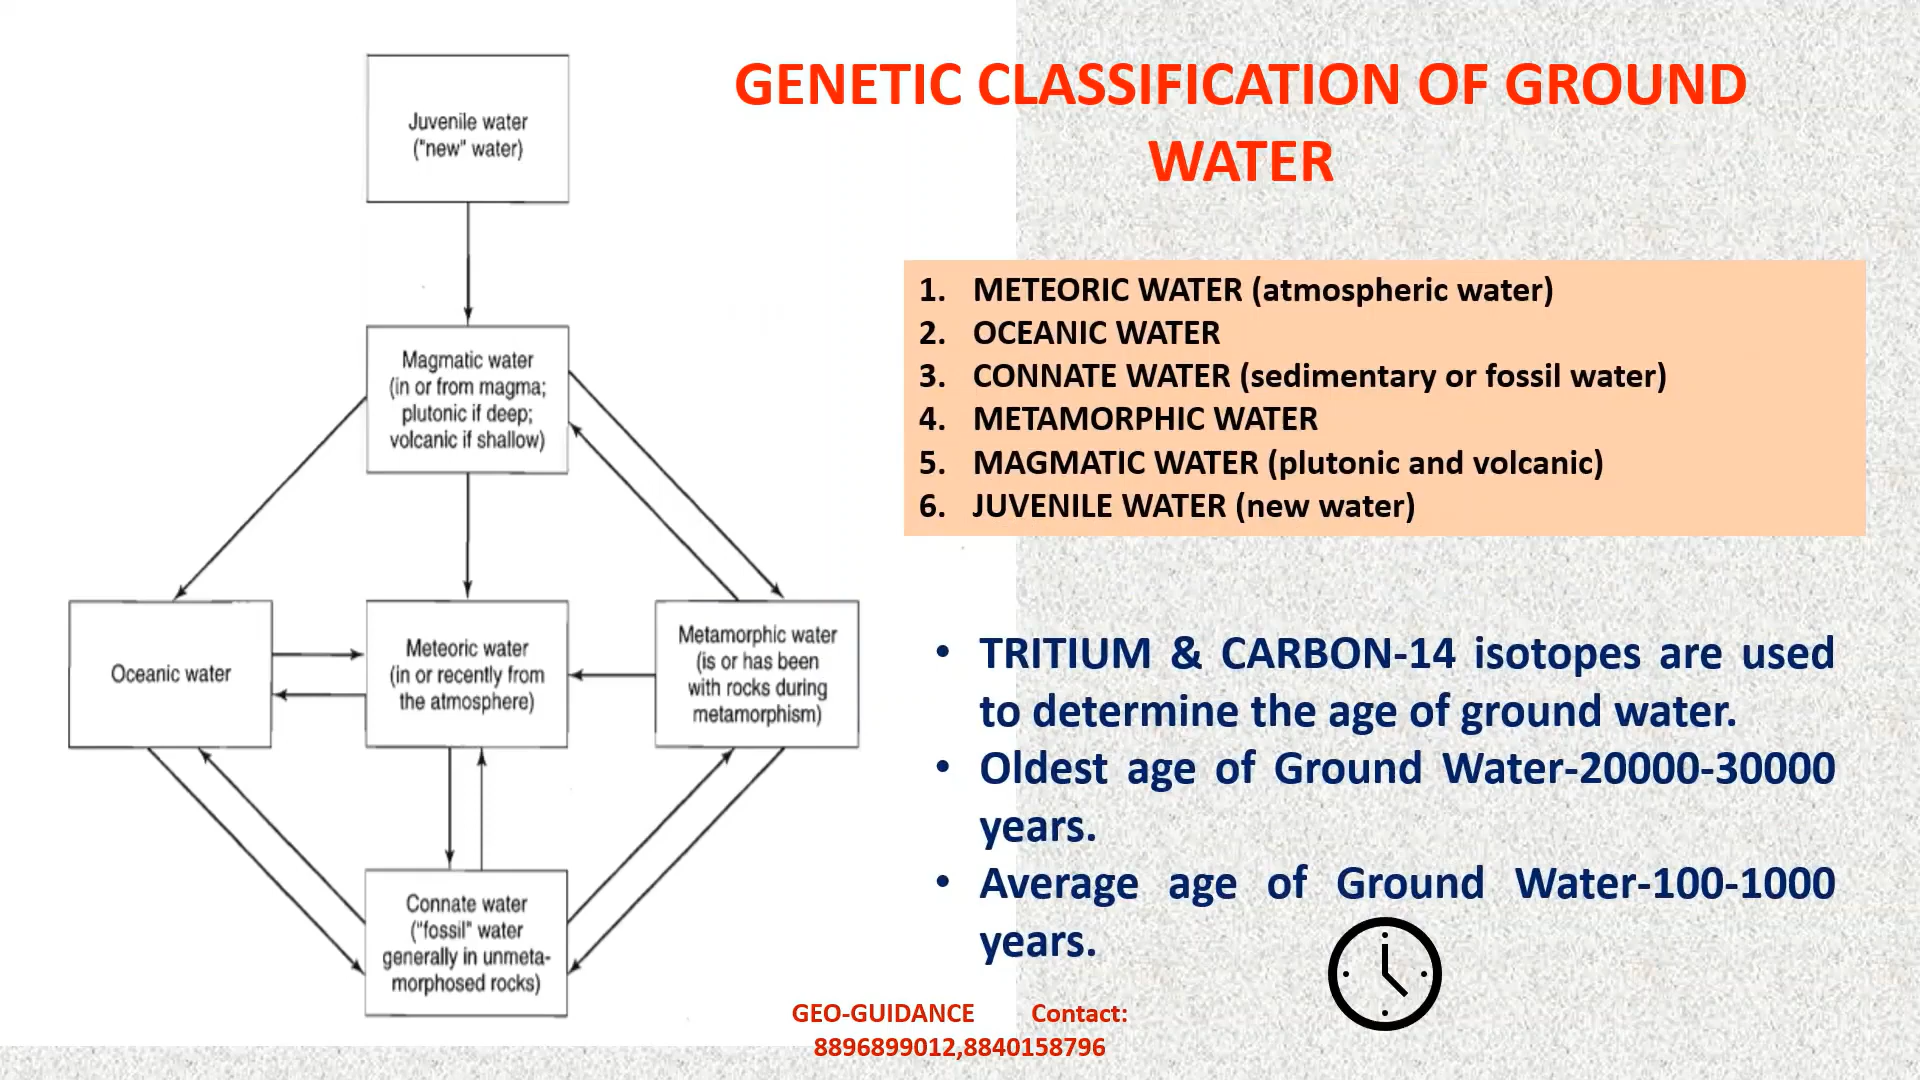 GENETIC CLASSIFICATION OF GROUND
WATER
Juvenile water
("new" water)
Magmatic water
(in or from magma;
plutonic if deep;
volcanic if shallow)
Oceanic water
Meteoric water
(in or recently from
the atmosphere)
Metamorphic water
(is or has been
with rocks during
metamorphism)
Connate water
("fossil" water
generally in unmeta-
morphosed rocks)
1. METEORIC WATER (atmospheric water)
2. OCEANIC WATER
3. CONNATE WATER (sedimentary or fossil water)
4. METAMORPHIC WATER
5. MAGMATIC WATER (plutonic and volcanic)
6. JUVENILE WATER (new water)
• TRITIUM & CARBON-14 isotopes are used
to determine the age of ground water.
• Oldest age of Ground Water-20000-30000
years.
• Average age of Ground Water-100-1000
years.
GEO-GUIDANCE Contact:
8896899012,8840158796